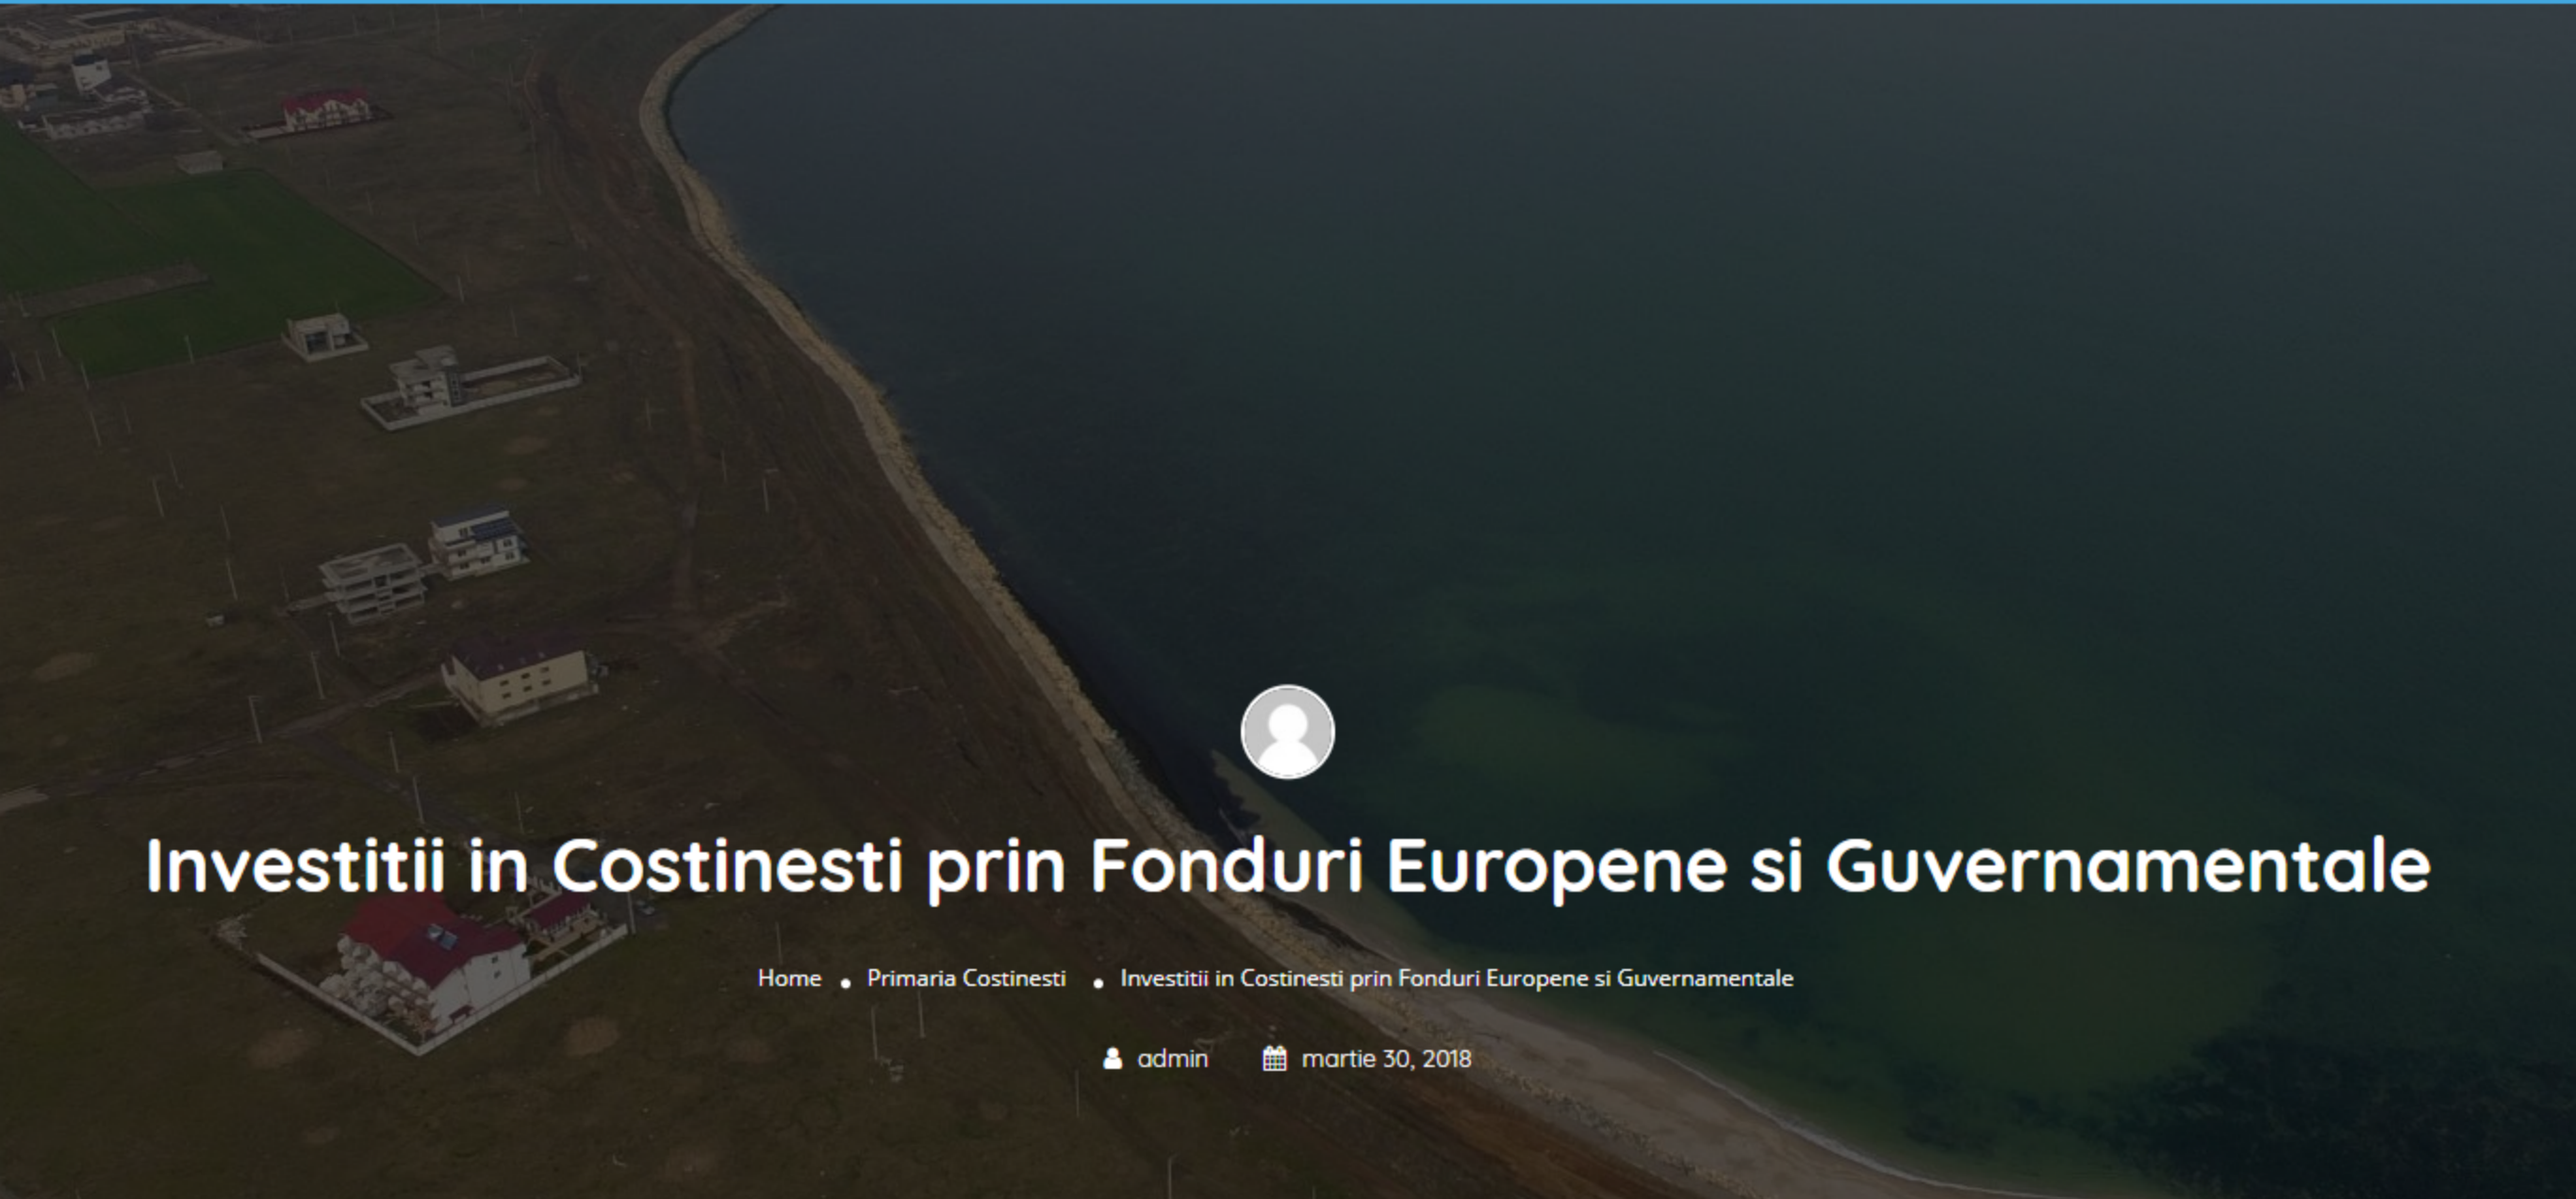 Investitii in Costinesti prin Fonduri Europene si Guvernamentale
Home • Primaria Costinesti • Investitii in Costinesti prin Fonduri Europene si Guvernamentale
admin martie 30, 2018